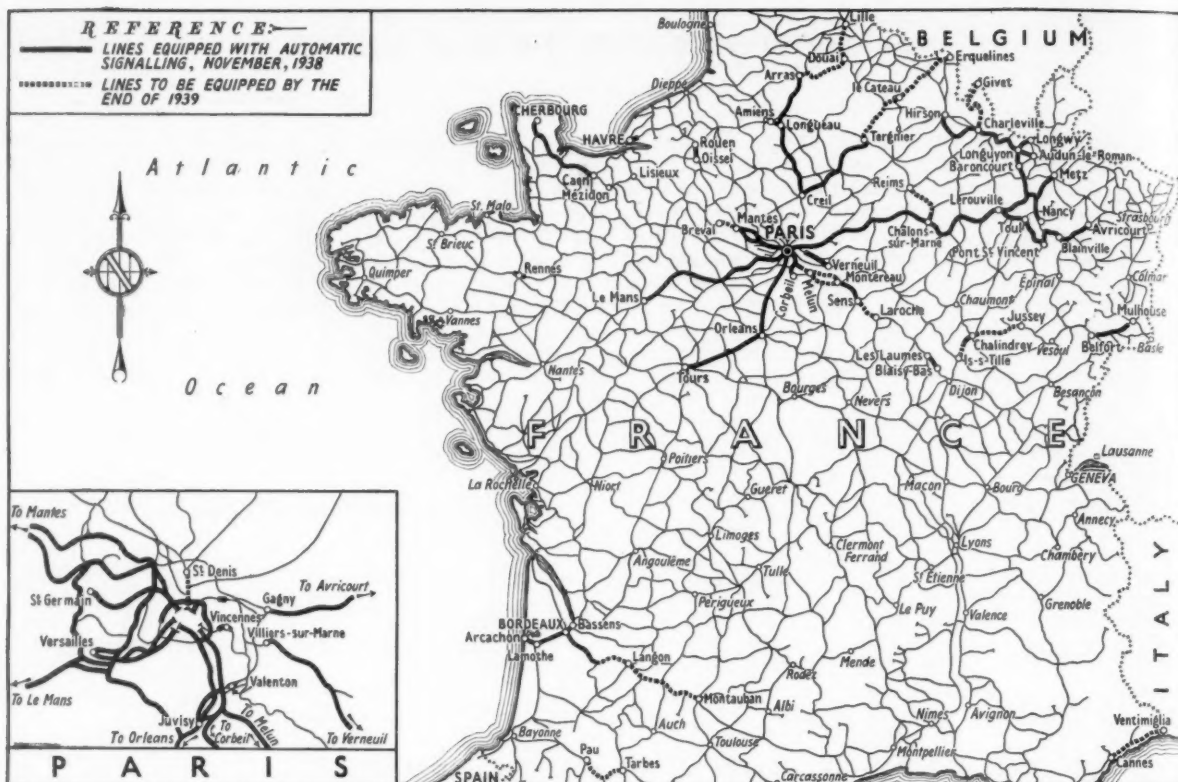 REFERENCE:—
LINES EQUIPPED WITH AUTOMATIC
SIGNALLING, NOVEMBER, 1938
LINES TO BE EQUIPPED BY THE
END OF 1939
Atlantic
Ocean
FRANCE
BELGIUM
ITALY
SPAIN
Lille
Boulogne
Douai
Erquelines
Arras
Givet
Dieppe
le Cateau
CHERBOURG
Amiens
Hirson
Charleville
HAVRE
Longueau
Longwy
Rouen
Tergnier
Longuyon
Audun-le-Roman
Oissel
Baroncourt
Metz
Caen
Lisieux
Mézidon
Creil
Reims
Lerouville
St. Malo
Mantes
Nancy
Breval
PARIS
Toul
Strasbourg
St. Brieuc
Châlons-
sur-Marne
Avricourt
Verneuil
Pont St. Vincent
Blainville
Quimper
Rennes
Montereau
Corbeil
Melun
Épinal
Colmar
Le Mans
Sens
Chaumont
Mulhouse
Vannes
Orleans
Laroche
Jussey
Chalindrey
Belfort
Basle
Les Laumes
Is-s-Tille
Vesoul
Nantes
Tours
Blaisy-Bas
Bourges
Dijon
Besançon
Nevers
Poitiers
Lausanne
La Rochelle
Niort
Gueret
Macon
Bourg
GENEVA
Annecy
Limoges
Clermont
Ferrand
Lyons
Chambery
Angoulême
Tulle
St. Etienne
Périgueux
Le Puy
Valence
Grenoble
BORDEAUX
Bassens
Arcachon
Lamothe
Langon
Mende
Rodez
Montauban
Albi
Nimes
Avignon
Ventimiglia
Bayonne
Auch
Toulouse
Montpellier
Cannes
Pau
Tarbes
Carcassonne
To Mantes
St. Denis
To Avricourt
St. Germain
Gagny
Vincennes
Versailles
Villiers-sur-Marne
To Le Mans
Valenton
Juvisy
To Orleans
To
Corbeil
To Melun
To Verneuil
PARIS